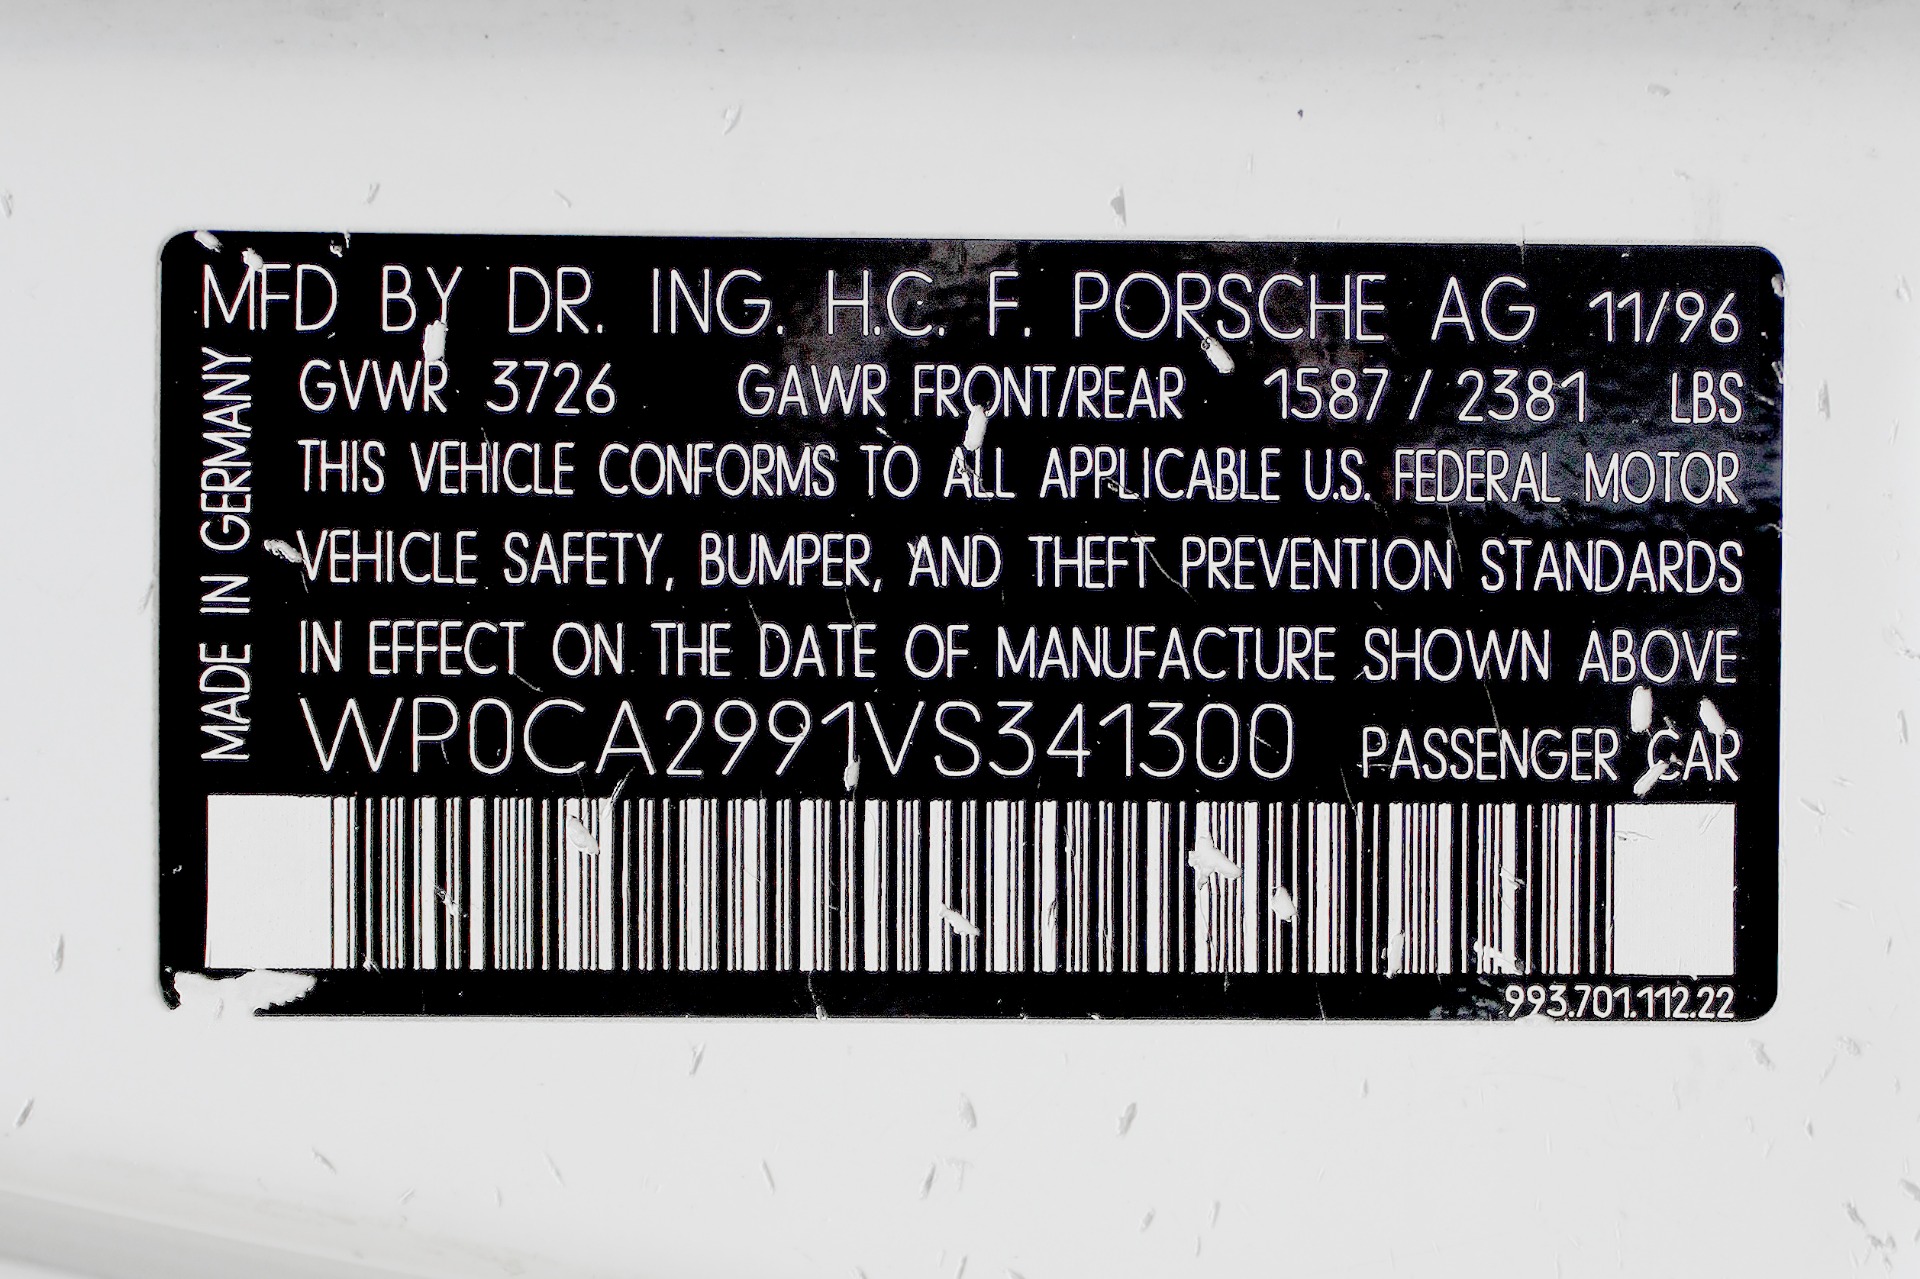 MFD BY DR. ING. H.C. F. PORSCHE AG 11/96
GVWR 3726 GAWR FRONT/REAR 1587 / 2381 LBS
THIS VEHICLE CONFORMS TO ALL APPLICABLE U.S. FEDERAL MOTOR
VEHICLE SAFETY, BUMPER, AND THEFT PREVENTION STANDARDS
IN EFFECT ON THE DATE OF MANUFACTURE SHOWN ABOVE
WP0CA2991VS341300 PASSENGER CAR
993.701.112.22
MADE IN GERMANY